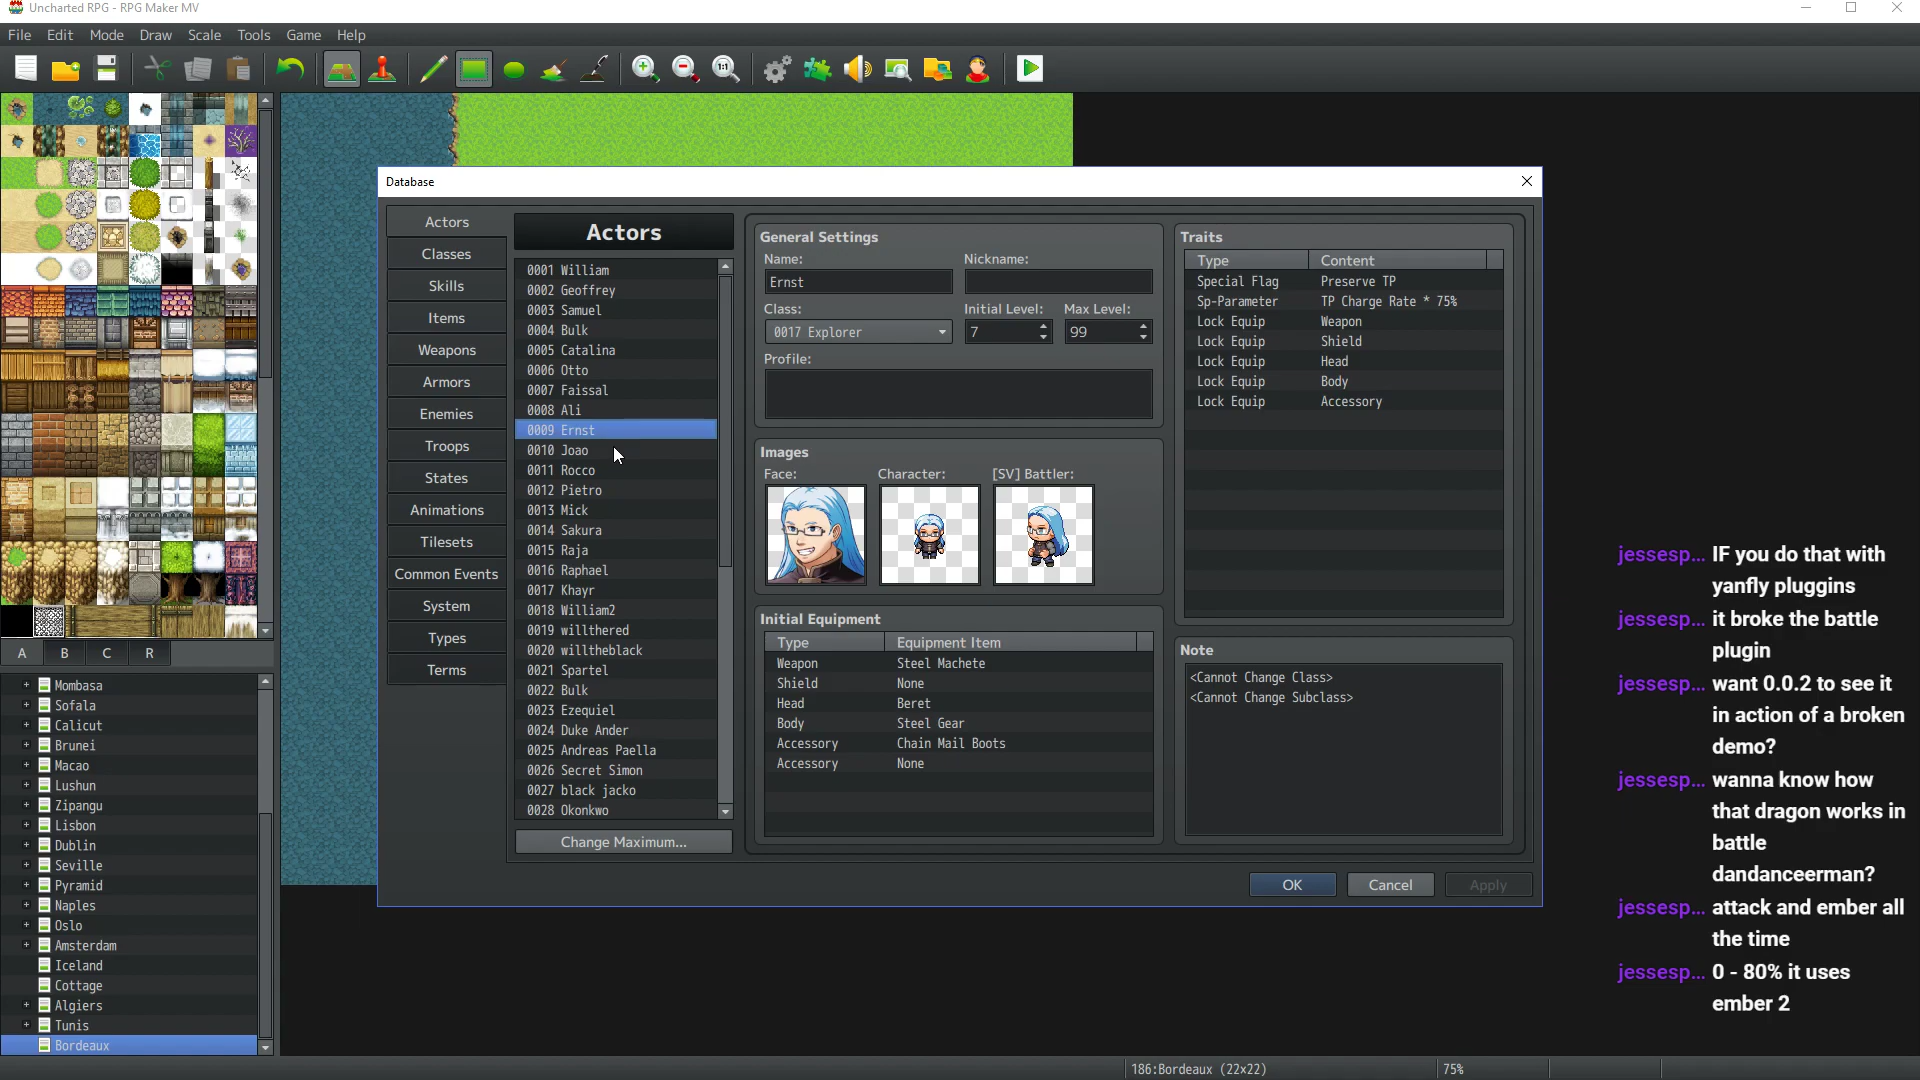 Uncharted RPG - RPG Maker MV
File Edit Mode Draw Scale Tools Game Help
1:1
Database
Actors
Classes
Skills
Items
Weapons
Armors
Enemies
Troops
States
Animations
Tilesets
Common Events
System
Types
Terms
Actors
0001 William
0002 Geoffrey
0003 Samuel
0004 Bulk
0005 Catalina
0006 Otto
0007 Faissal
0008 Ali
0009 Ernst
0010 Joao
0011 Rocco
0012 Pietro
0013 Mick
0014 Sakura
0015 Raja
0016 Raphael
0017 Khayr
0018 William2
0019 willthered
0020 willtheblack
0021 Spartel
0022 Bulk
0023 Ezequiel
0024 Duke Ander
0025 Andreas Paella
0026 Secret Simon
0027 black jacko
0028 Okonkwo
Change Maximum...
General Settings
Name: Nickname:
Ernst
Class: Initial Level: Max Level:
0017 Explorer 7 99
Profile:
Images
Face: Character: [SV] Battler:
Initial Equipment
Type Equipment Item
Weapon Steel Machete
Shield None
Head Beret
Body Steel Gear
Accessory Chain Mail Boots
Accessory None
Traits
Type Content
Special Flag Preserve TP
Sp-Parameter TP Charge Rate * 75%
Lock Equip Weapon
Lock Equip Shield
Lock Equip Head
Lock Equip Body
Lock Equip Accessory
Note
<Cannot Change Class>
<Cannot Change Subclass>
OK Cancel Apply
A B C R
Mombasa
Sofala
Calicut
Brunei
Macao
Lushun
Zipangu
Lisbon
Dublin
Seville
Pyramid
Naples
Oslo
Amsterdam
Iceland
Cottage
Algiers
Tunis
Bordeaux
jessesp... IF you do that with
yanfly pluggins
jessesp... it broke the battle
plugin
jessesp... want 0.0.2 to see it
in action of a broken
demo?
jessesp... wanna know how
that dragon works in
battle
dandanceerman?
jessesp... attack and ember all
the time
jessesp... 0 - 80% it uses
ember 2
186:Bordeaux (22x22) 75%